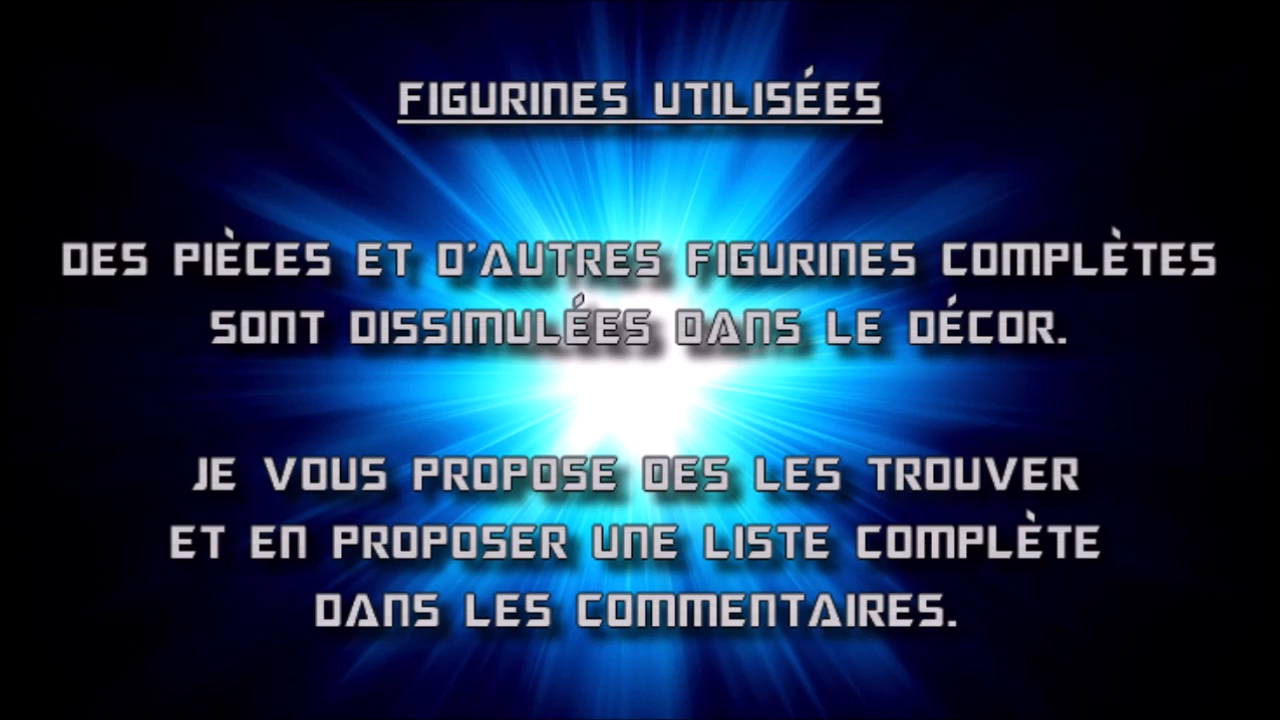 FIGURINES UTILISÉES
DES PIÈCES ET D'AUTRES FIGURINES COMPLÈTES
SONT DISSIMULÉES DANS LE DÉCOR.
JE VOUS PROPOSE DES LES TROUVER
ET EN PROPOSER UNE LISTE COMPLÈTE
DANS LES COMMENTAIRES.